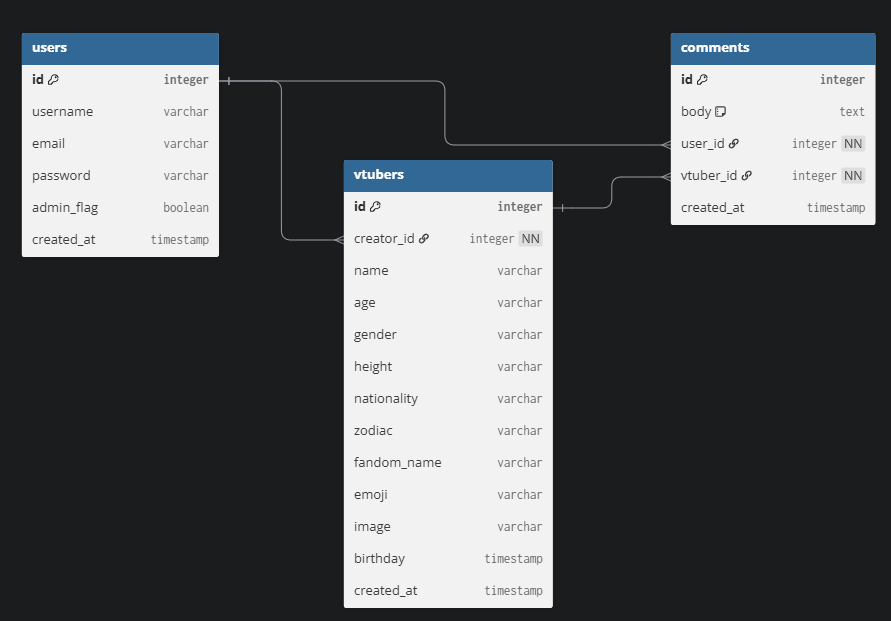 users
id integer
username varchar
email varchar
password varchar
admin_flag boolean
created_at timestamp
vtubers
id integer
creator_id integer NN
name varchar
age varchar
gender varchar
height varchar
nationality varchar
zodiac varchar
fandom_name varchar
emoji varchar
image varchar
birthday timestamp
created_at timestamp
comments
id integer
body text
user_id integer NN
vtuber_id integer NN
created_at timestamp